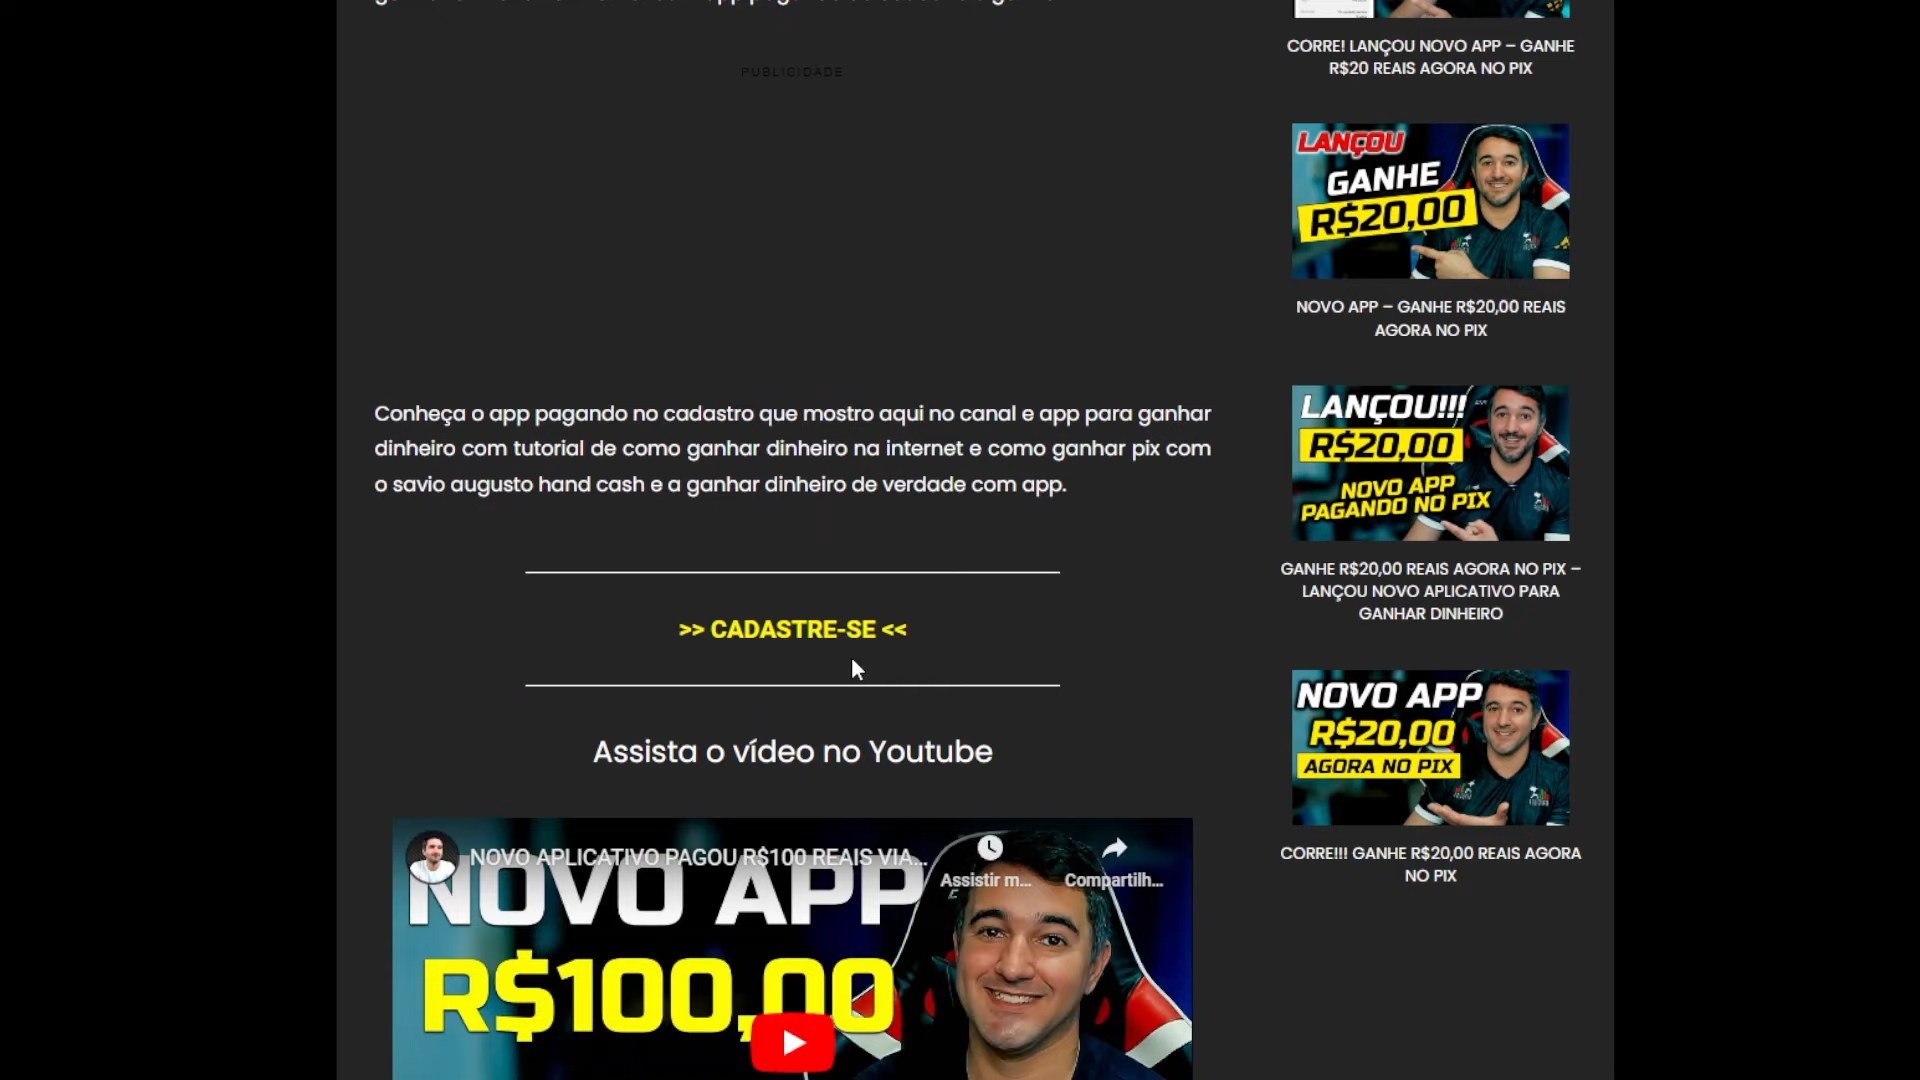 PUBLICIDADE
Conheça o app pagando no cadastro que mostro aqui no canal e app para ganhar
dinheiro com tutorial de como ganhar dinheiro na internet e como ganhar pix com
o savio augusto hand cash e a ganhar dinheiro de verdade com app.
>> CADASTRE-SE <<
Assista o vídeo no Youtube
NOVO APLICATIVO PAGOU R$100 REAIS VIA...
Assistir m...
Compartilh...
NOVO APP
R$100,00
CORRE! LANÇOU NOVO APP – GANHE
R$20 REAIS AGORA NO PIX
LANÇOU
GANHE
R$20,00
NOVO APP – GANHE R$20,00 REAIS
AGORA NO PIX
LANÇOU!!!
R$20,00
NOVO APP
PAGANDO NO PIX
GANHE R$20,00 REAIS AGORA NO PIX –
LANÇOU NOVO APLICATIVO PARA
GANHAR DINHEIRO
NOVO APP
R$20,00
AGORA NO PIX
CORRE!!! GANHE R$20,00 REAIS AGORA
NO PIX